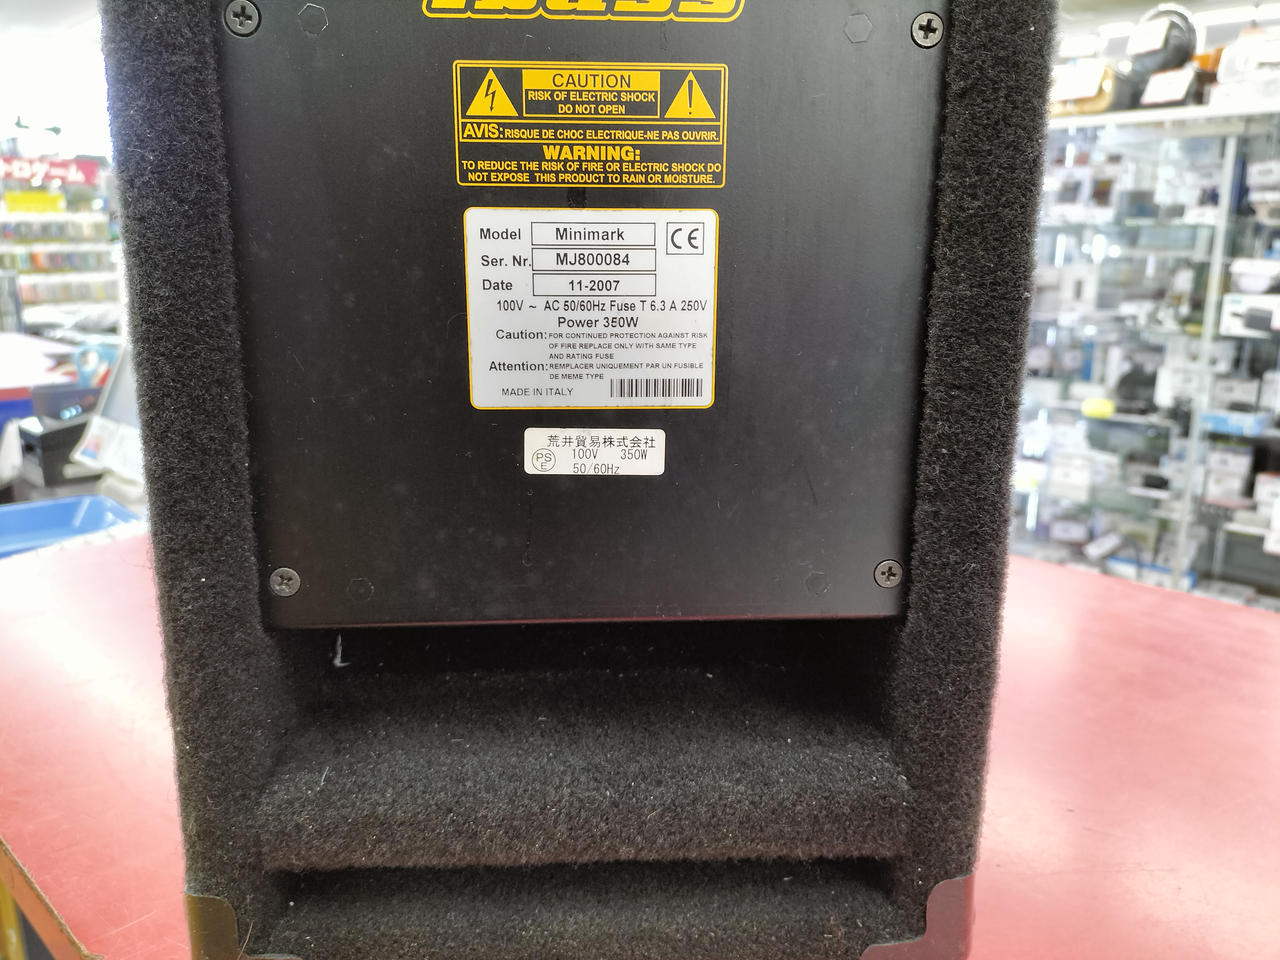 CAUTION
RISK OF ELECTRIC SHOCK
DO NOT OPEN
AVIS: RISQUE DE CHOC ELECTRIQUE-NE PAS OUVRIR.
WARNING:
TO REDUCE THE RISK OF FIRE OR ELECTRIC SHOCK DO
NOT EXPOSE THIS PRODUCT TO RAIN OR MOISTURE.
Model Minimark
CE
Ser. Nr. MJ800084
Date 11-2007
100V ~ AC 50/60Hz Fuse T 6.3 A 250V
Power 350W
Caution: FOR CONTINUED PROTECTION AGAINST RISK
OF FIRE REPLACE ONLY WITH SAME TYPE
AND RATING FUSE
Attention: REMPLACER UNIQUEMENT PAR UN FUSIBLE
DE MEME TYPE
MADE IN ITALY
荒井貿易株式会社
PSE 100V 350W
50/60Hz